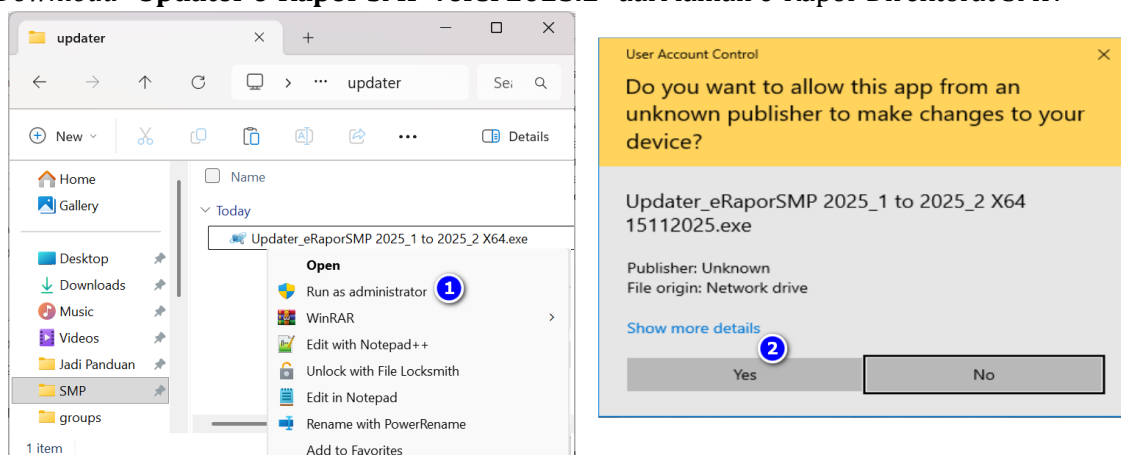 updater
updater
Sea
New
Details
Home
Gallery
Desktop
Downloads
Music
Videos
Jadi Panduan
SMP
groups
1 item
Name
Today
Updater_eRaporSMP 2025_1 to 2025_2 X64.exe
Open
Run as administrator
1
WinRAR
Edit with Notepad++
Unlock with File Locksmith
Edit in Notepad
Rename with PowerRename
Add to Favorites
User Account Control
Do you want to allow this app from an
unknown publisher to make changes to your
device?
Updater_eRaporSMP 2025_1 to 2025_2 X64
15112025.exe
Publisher: Unknown
File origin: Network drive
Show more details
2
Yes
No